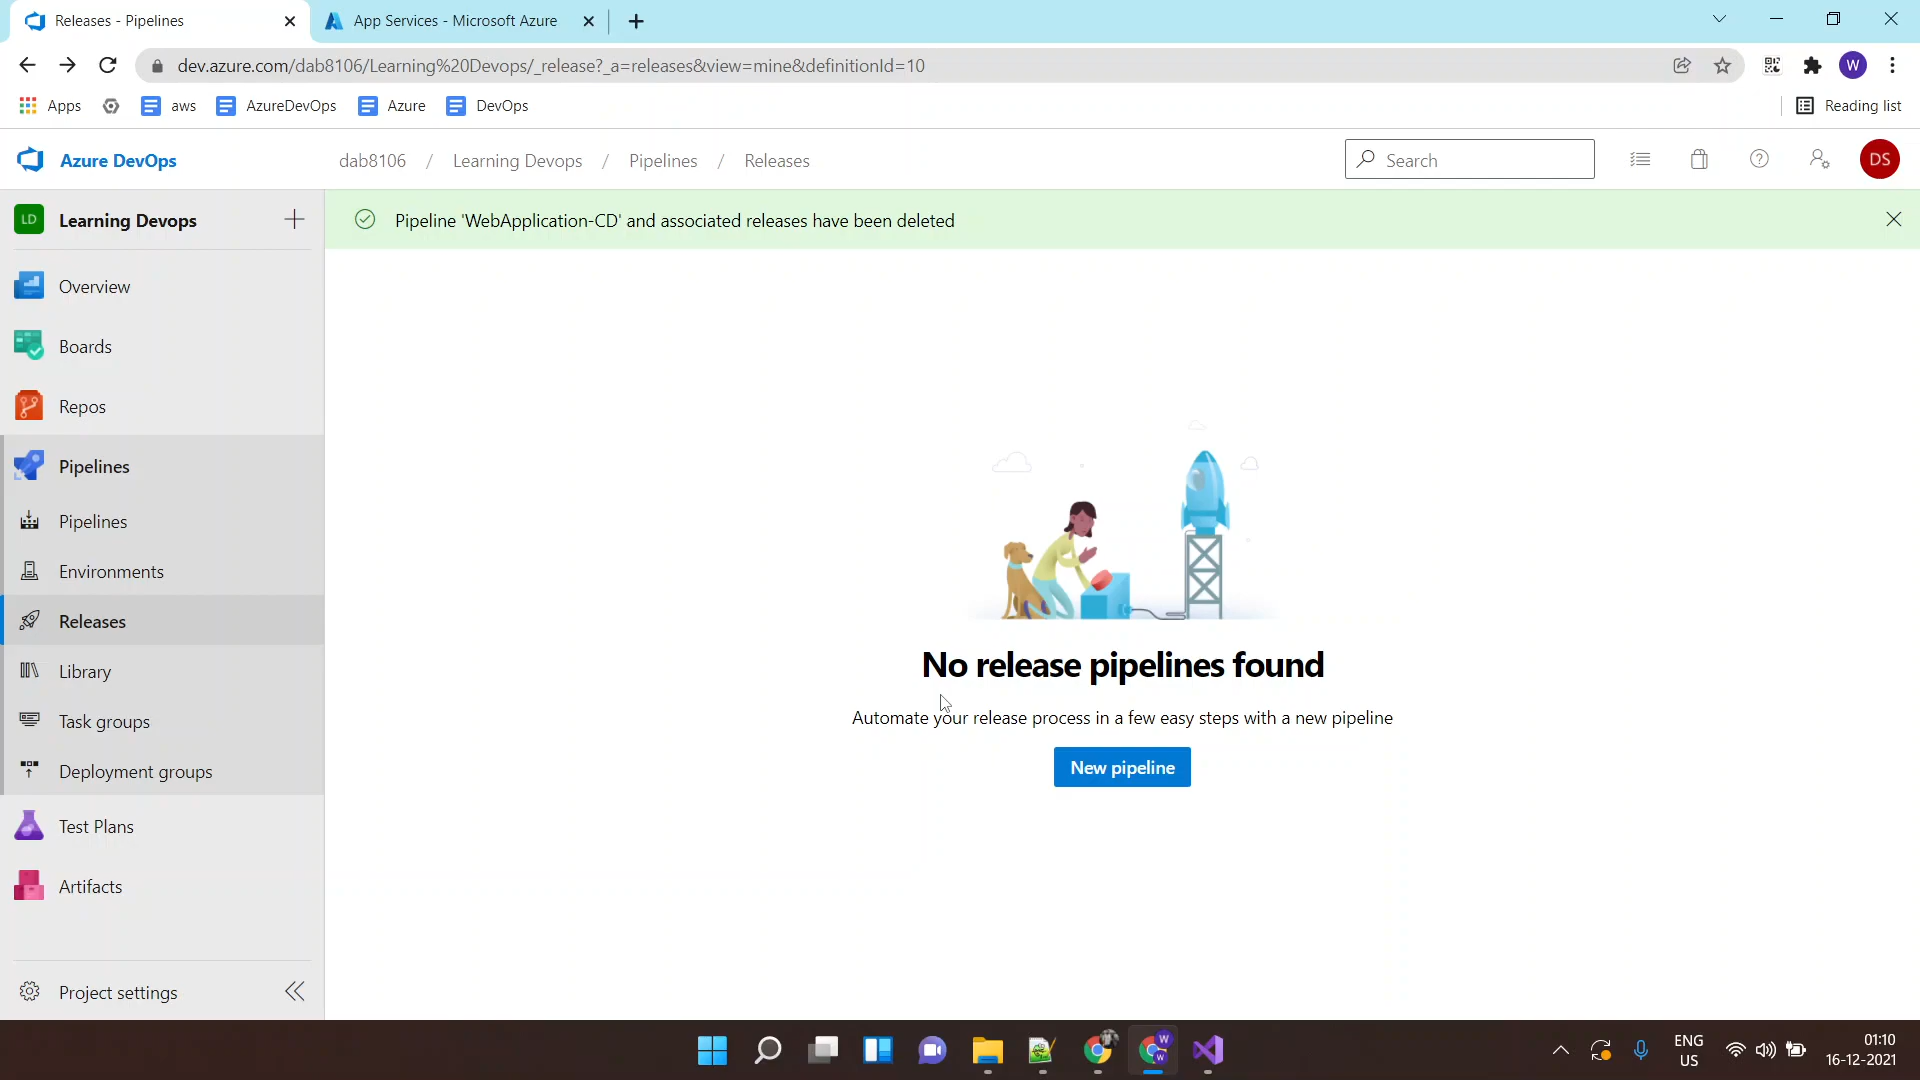 Releases - Pipelines
App Services - Microsoft Azure
dev.azure.com/dab8106/Learning%20Devops/_release?_a=releases&view=mine&definitionId=10
W
Apps
aws
AzureDevOps
Azure
DevOps
Reading list
Azure DevOps
dab8106 / Learning Devops / Pipelines / Releases
Search
DS
LD
Learning Devops
Pipeline 'WebApplication-CD' and associated releases have been deleted
Overview
Boards
Repos
Pipelines
Pipelines
Environments
Releases
Library
Task groups
Deployment groups
Test Plans
Artifacts
Project settings
No release pipelines found
Automate your release process in a few easy steps with a new pipeline
New pipeline
W
W
ENG
US
01:10
16-12-2021